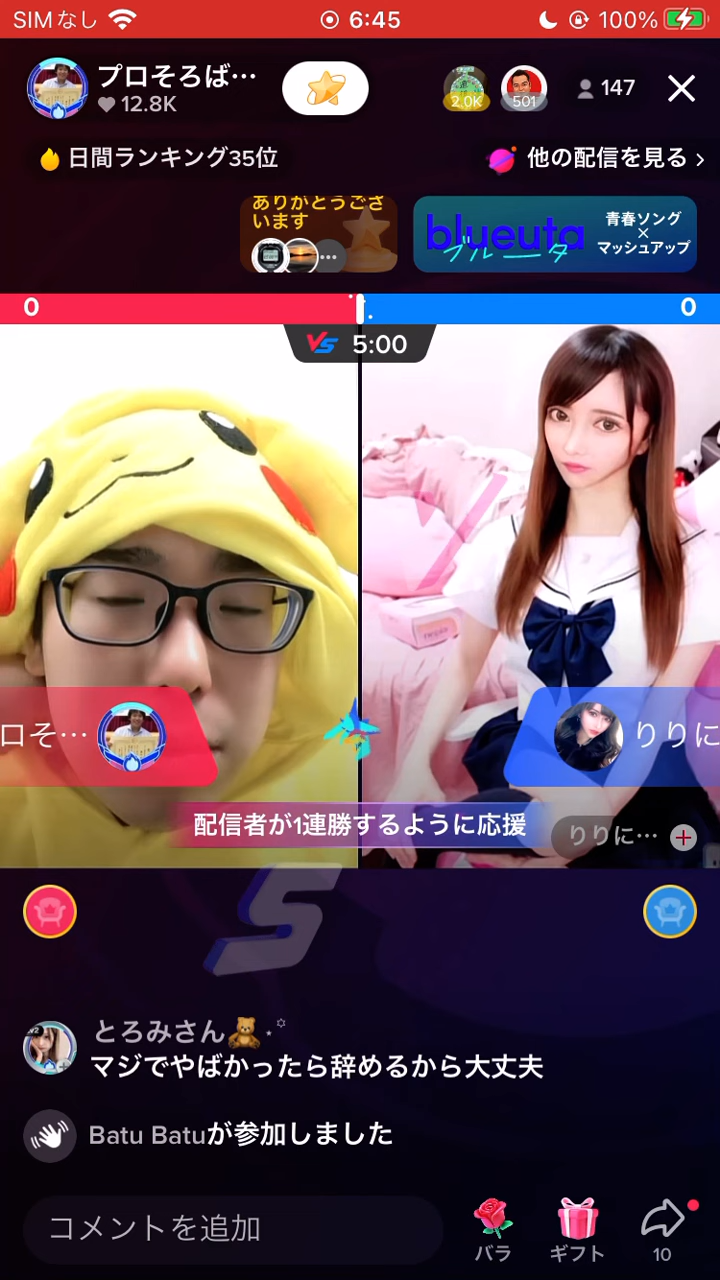 SIMなし
6:45
100%
プロそろば…
12.8K
2.0K
501
147
日間ランキング35位
他の配信を見る
ありがとうござ
います
blueuta
ブルータ
青春ソング
×
マッシュアップ
0
0
VS 5:00
ロそ…
りりに
配信者が1連勝するように応援
りりに…
S
とろみさん🧸
マジでやばかったら辞めるから大丈夫
Batu Batuが参加しました
コメントを追加
バラ
ギフト
10